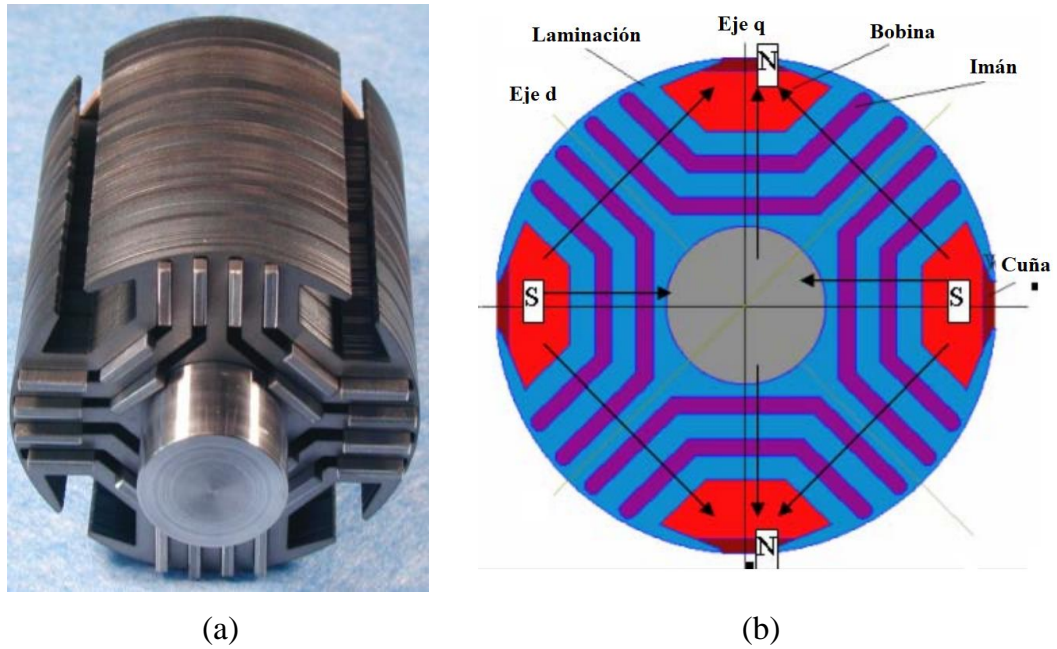 Eje q
Laminación
Bobina
Imán
Eje d
N
Cuña
S
S
N
(a)
(b)